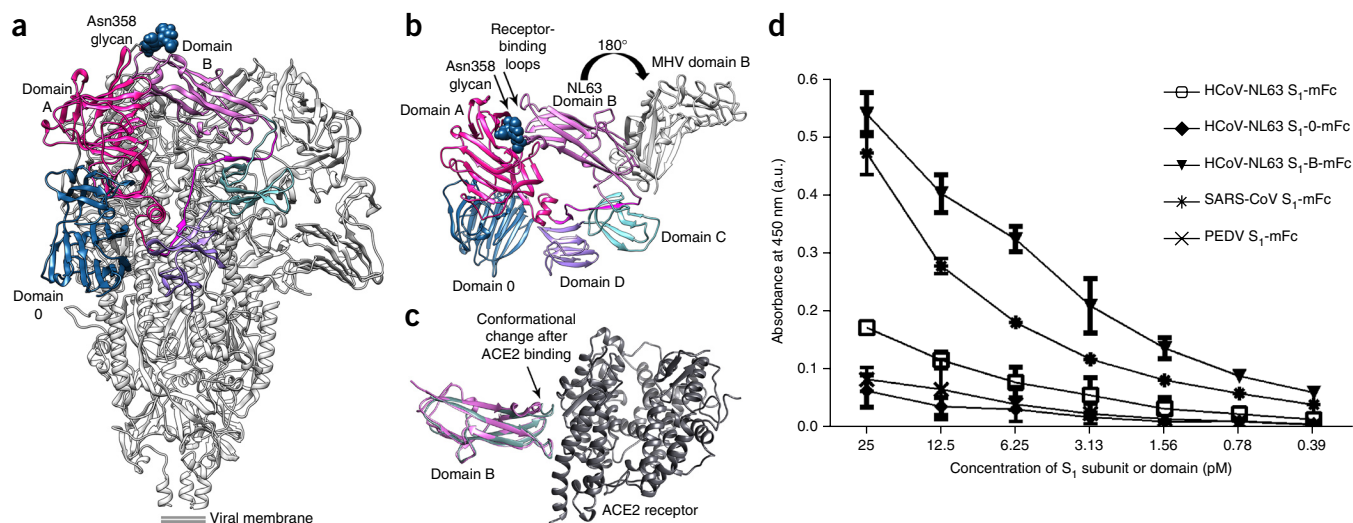 a
Asn358
glycan
Domain
B
Domain
A
Domain
0
Viral membrane
b
Receptor-
binding
loops
180°
Asn358
glycan
MHV domain B
NL63
Domain B
Domain A
Domain C
Domain 0
Domain D
c
Conformational
change after
ACE2 binding
Domain B
ACE2 receptor
d
0.6
0.5
0.4
0.3
0.2
0.1
0.0
Absorbance at 450 nm (a.u.)
25 12.5 6.25 3.13 1.56 0.78 0.39
Concentration of S1 subunit or domain (pM)
HCoV-NL63 S1-mFc
HCoV-NL63 S1-0-mFc
HCoV-NL63 S1-B-mFc
SARS-CoV S1-mFc
PEDV S1-mFc